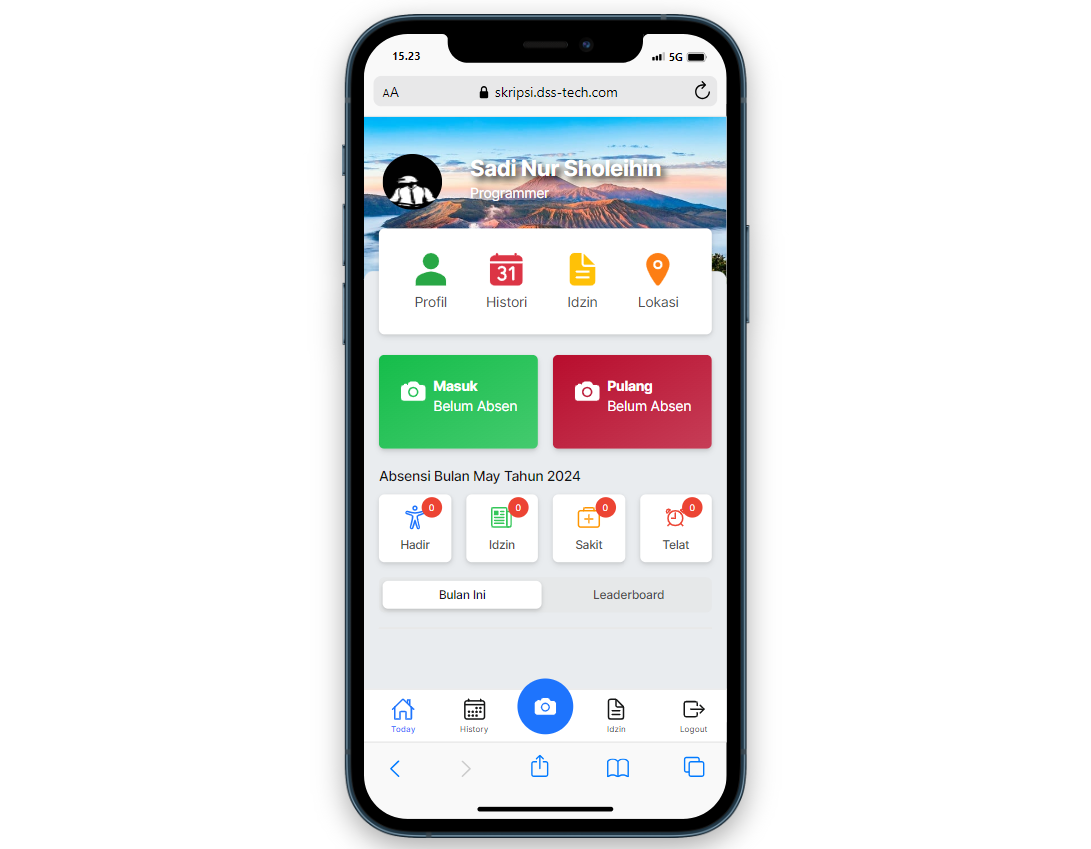 15.23
5G
AA
skripsi.dss-tech.com
Sadi Nur Sholeihin
Programmer
31
Profil
Histori
Idzin
Lokasi
Masuk
Belum Absen
Pulang
Belum Absen
Absensi Bulan May Tahun 2024
0
0
0
0
Hadir
Idzin
Sakit
Telat
Bulan Ini
Leaderboard
Today
History
Idzin
Logout